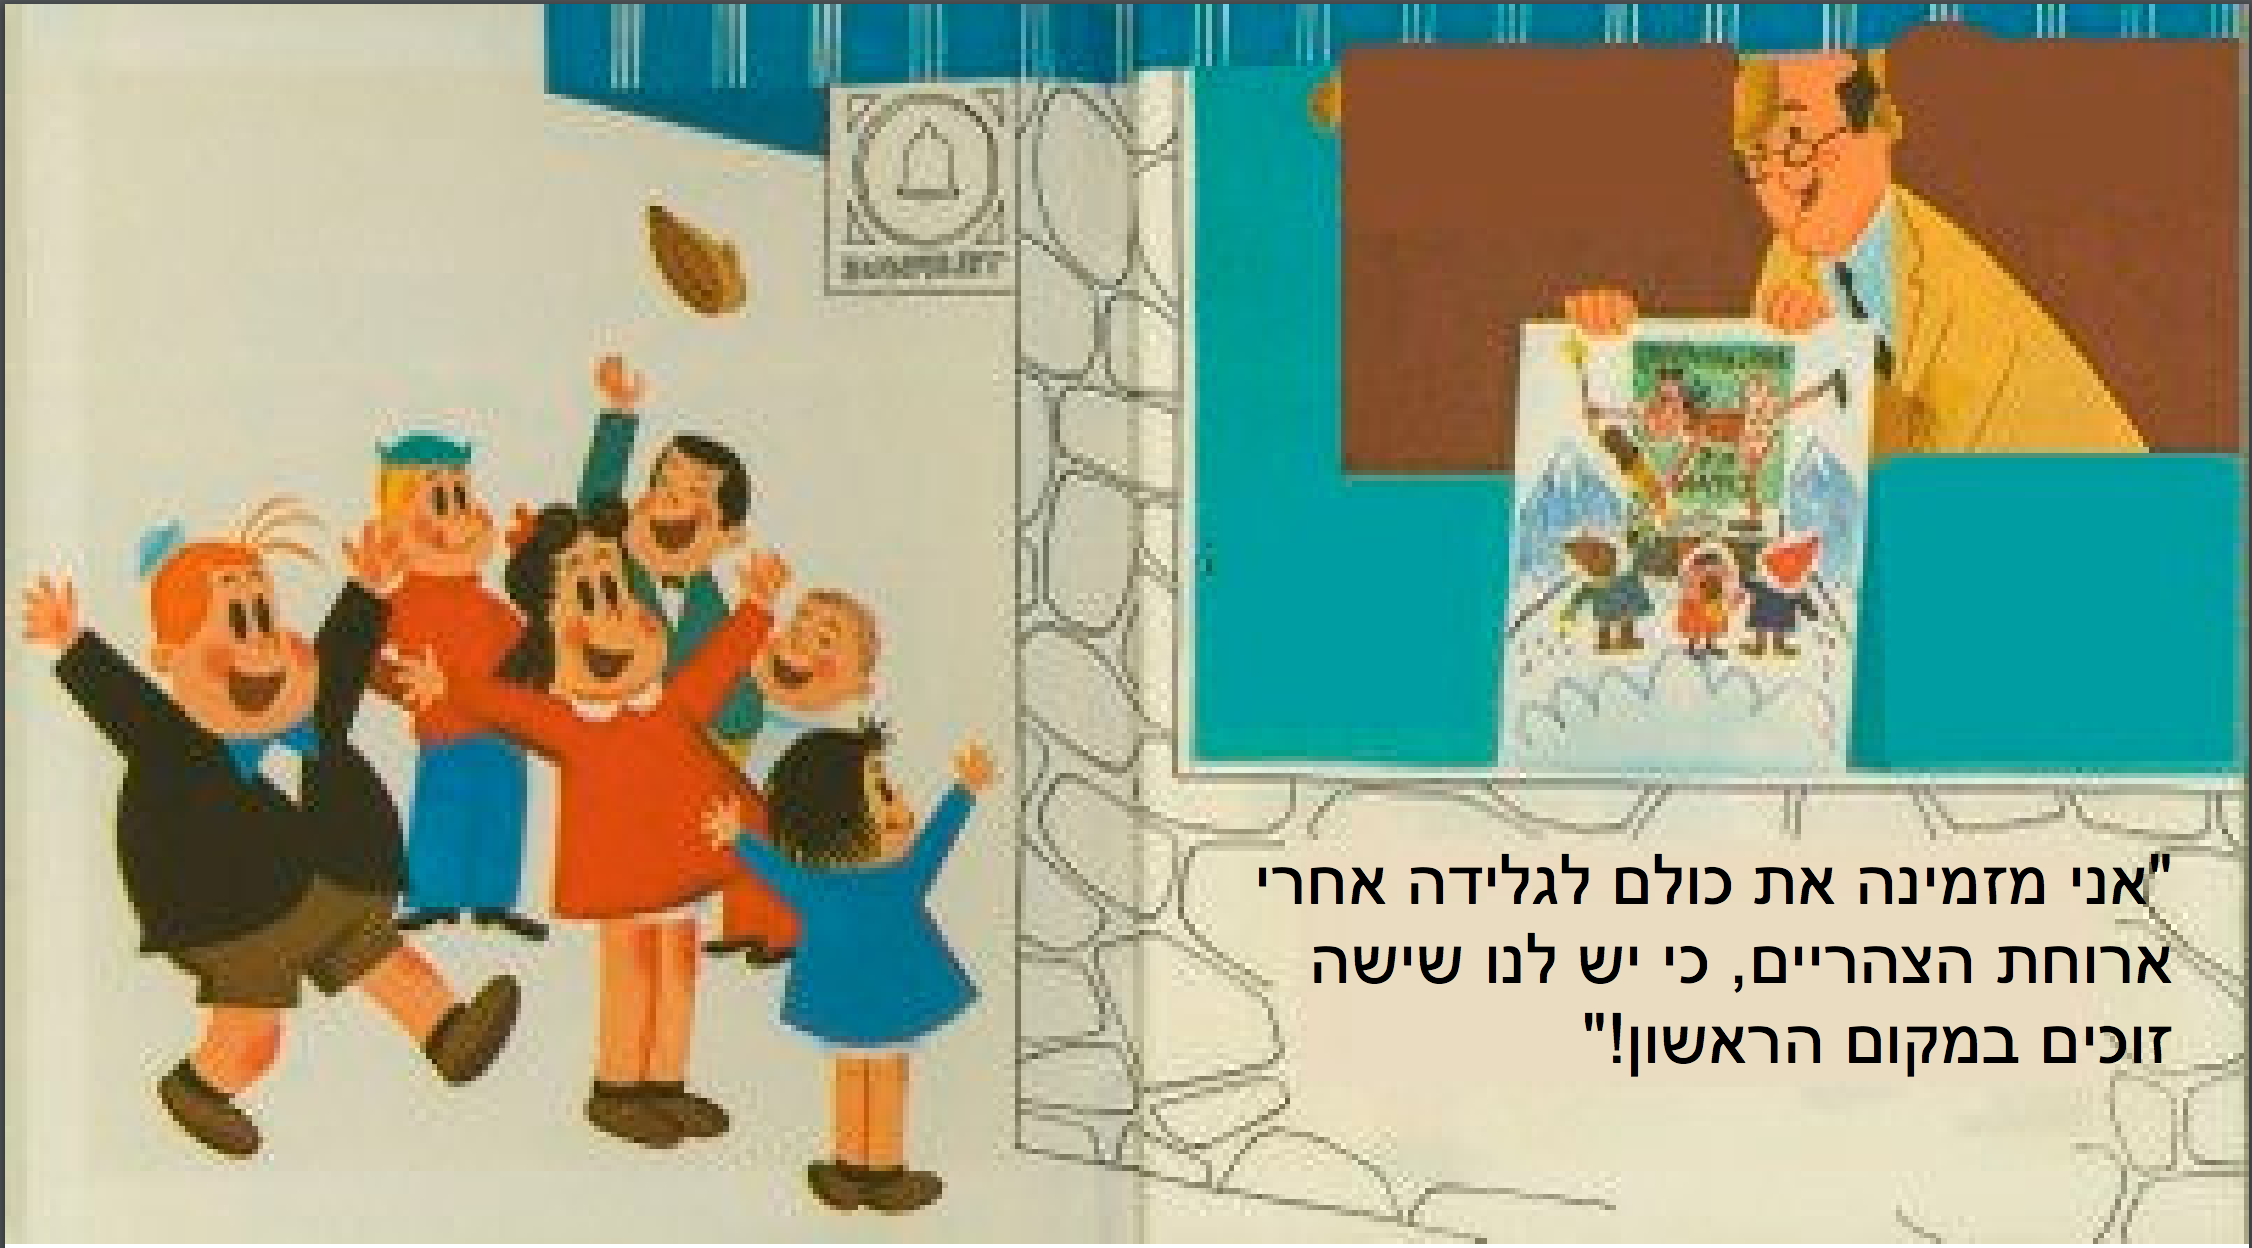 "אני מזמינה את כולם לגלידה אחרי
ארוחת הצהריים, כי יש לנו שישה
זוכים במקום הראשון!"